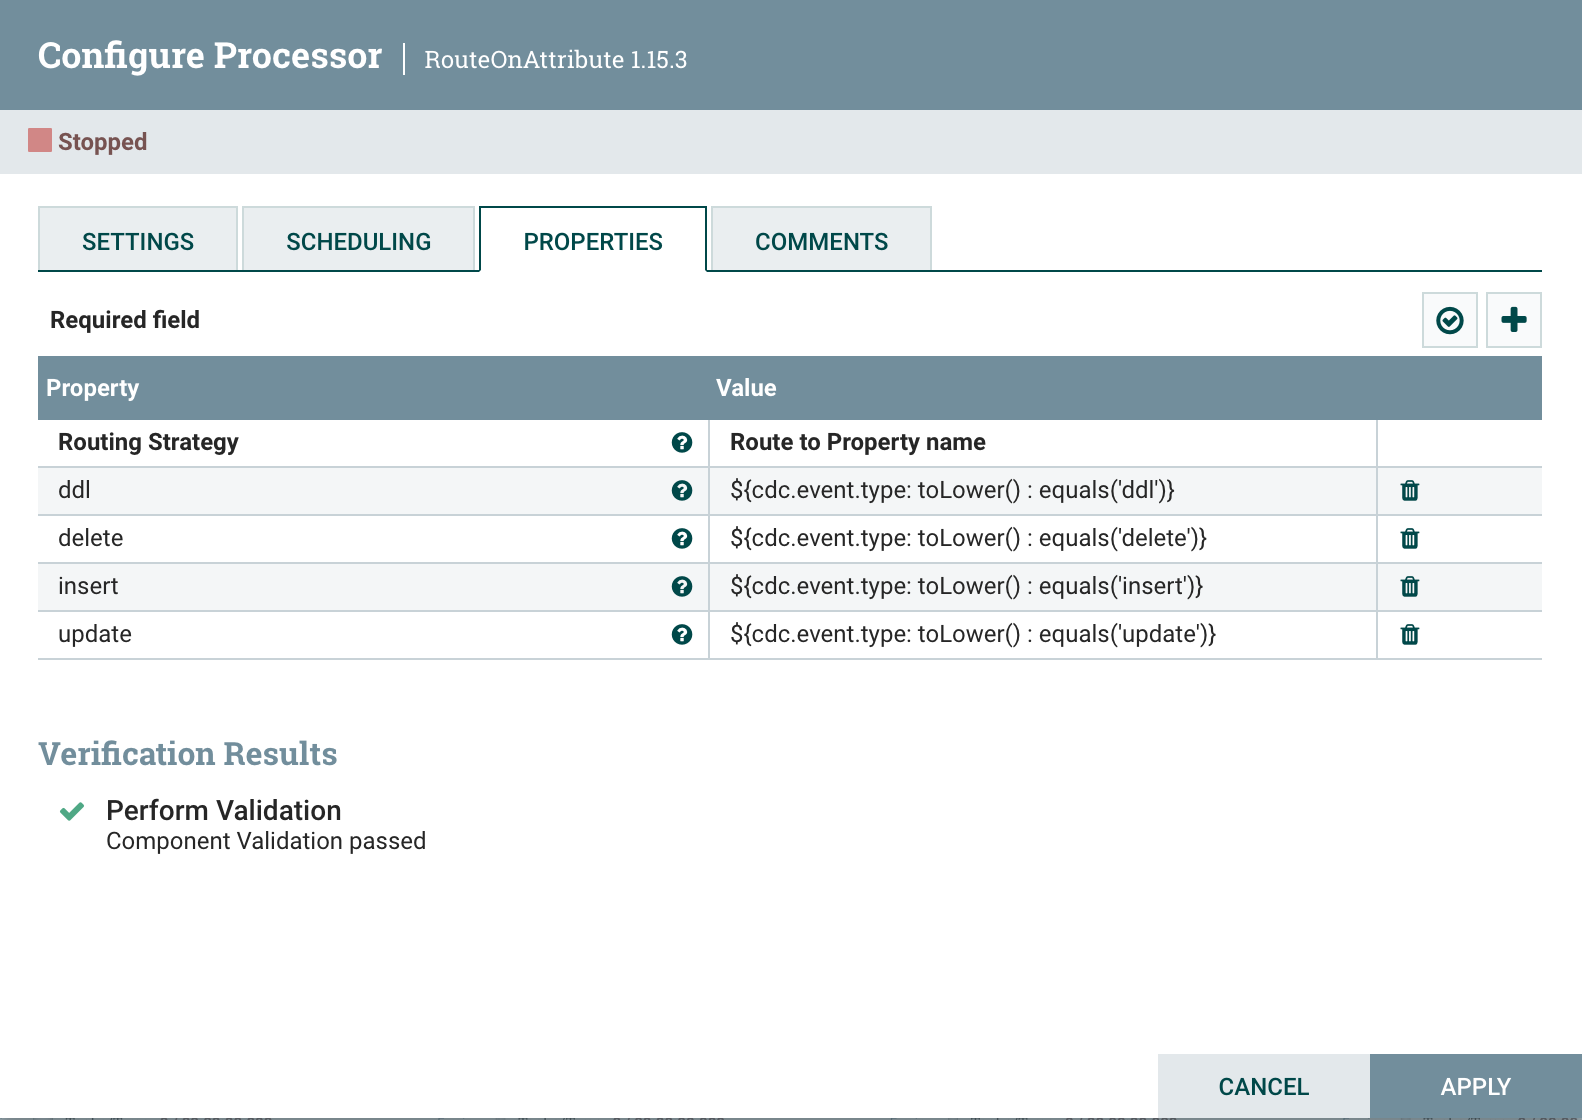 Configure Processor | RouteOnAttribute 1.15.3
Stopped
SETTINGS SCHEDULING PROPERTIES COMMENTS
Required field
Property Value
Routing Strategy Route to Property name
ddl ${cdc.event.type: toLower() : equals('ddl')}
delete ${cdc.event.type: toLower() : equals('delete')}
insert ${cdc.event.type: toLower() : equals('insert')}
update ${cdc.event.type: toLower() : equals('update')}
Verification Results
Perform Validation
Component Validation passed
CANCEL APPLY